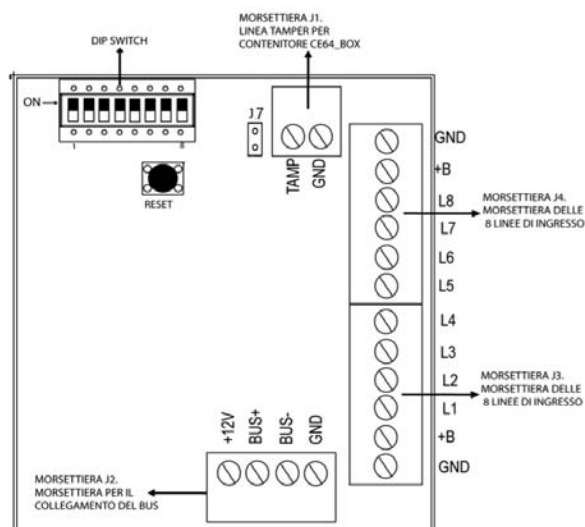 MORSETTIERA J1.
LINEA TAMPER PER
CONTENITORE CE64_BOX
DIP SWITCH
ON
1
8
J7
RESET
TAMP
GND
GND
+B
L8
L7
L6
L5
MORSETTIERA J4.
MORSETTIERA DELLE
8 LINEE DI INGRESSO
L4
L3
L2
L1
+B
GND
MORSETTIERA J3.
MORSETTIERA DELLE
8 LINEE DI INGRESSO
+12V
BUS+
BUS-
GND
MORSETTIERA J2.
MORSETTIERA PER IL
COLLEGAMENTO DEL BUS